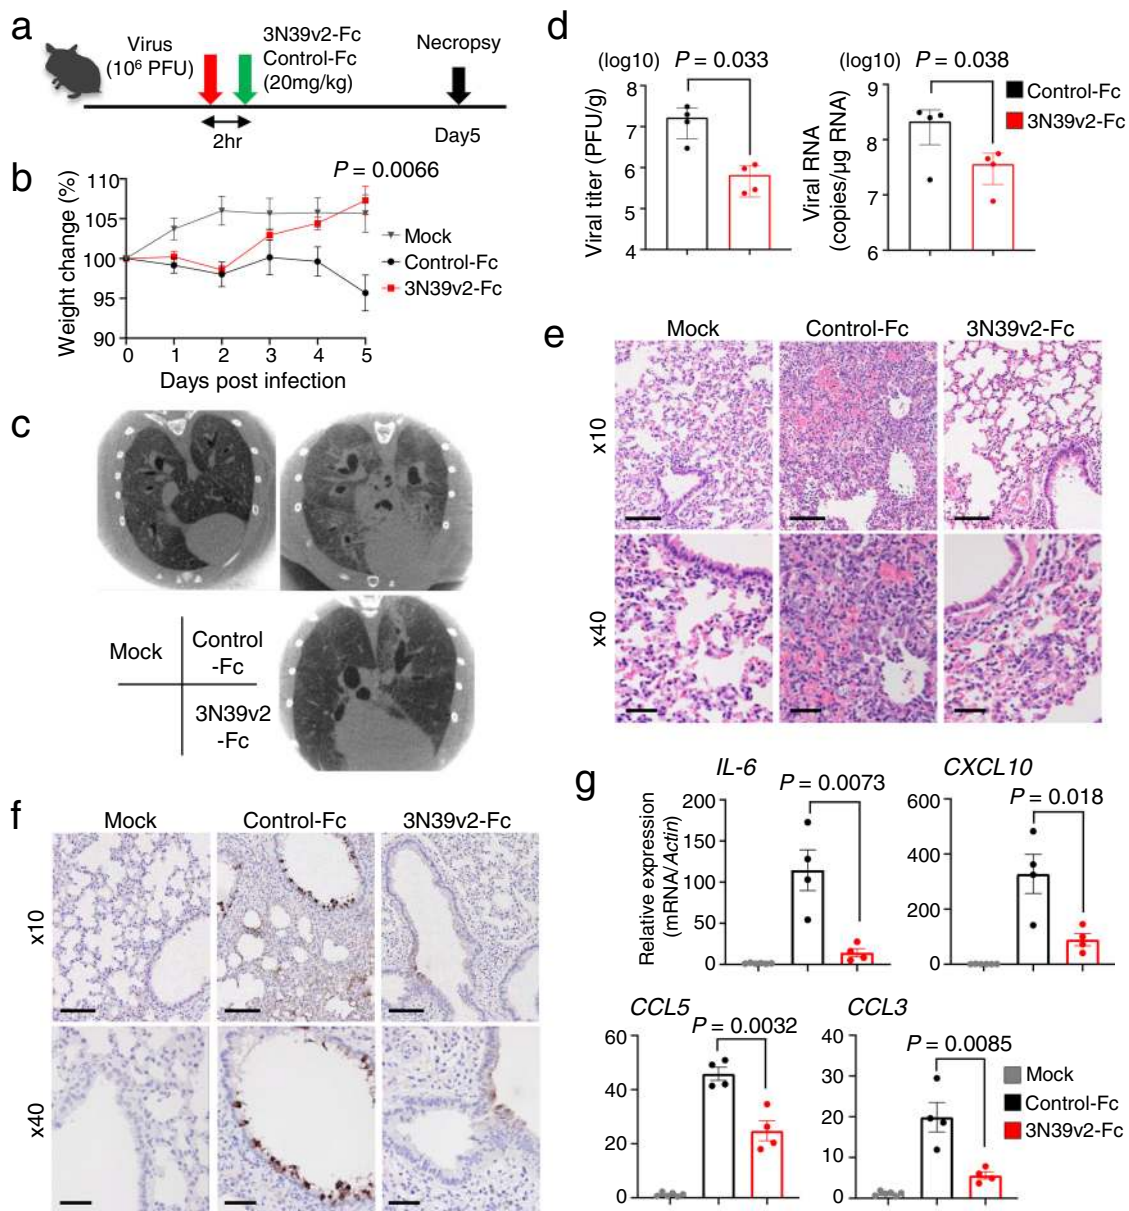 a
Virus
(10⁶ PFU)
3N39v2-Fc
Control-Fc
(20mg/kg)
Necropsy
2hr
Day5
b
P = 0.0066
Weight change (%)
110
105
100
95
90
0 1 2 3 4 5
Days post infection
Mock
Control-Fc
3N39v2-Fc
c
Mock
Control
-Fc
3N39v2
-Fc
d
(log10)
P = 0.033
Viral titer (PFU/g)
8
7
6
5
4
(log10)
P = 0.038
Viral RNA
(copies/μg RNA)
9
8
7
6
Control-Fc
3N39v2-Fc
e
Mock Control-Fc 3N39v2-Fc
x10
x40
f
Mock Control-Fc 3N39v2-Fc
x10
x40
g
IL-6
P = 0.0073
Relative expression
(mRNA/Actin)
200
150
100
50
0
CXCL10
P = 0.018
600
400
200
0
CCL5
P = 0.0032
60
40
20
0
CCL3
P = 0.0085
40
30
20
10
0
Mock
Control-Fc
3N39v2-Fc